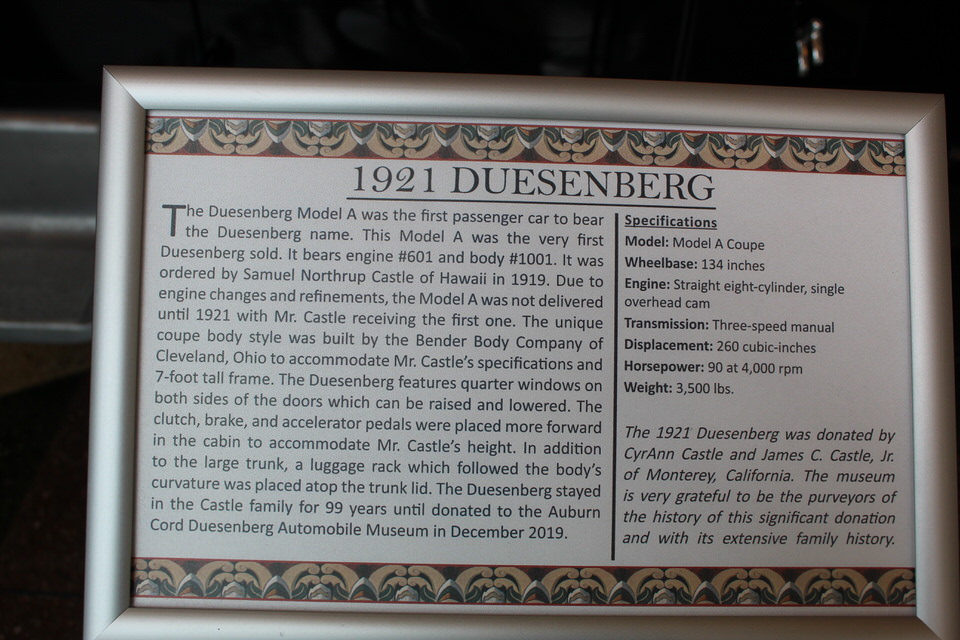 1921 DUESENBERG
The Duesenberg Model A was the first passenger car to bear
the Duesenberg name. This Model A was the very first
Duesenberg sold. It bears engine #601 and body #1001. It was
ordered by Samuel Northrup Castle of Hawaii in 1919. Due to
engine changes and refinements, the Model A was not delivered
until 1921 with Mr. Castle receiving the first one. The unique
coupe body style was built by the Bender Body Company of
Cleveland, Ohio to accommodate Mr. Castle's specifications and
7-foot tall frame. The Duesenberg features quarter windows on
both sides of the doors which can be raised and lowered. The
clutch, brake, and accelerator pedals were placed more forward
in the cabin to accommodate Mr. Castle's height. In addition
to the large trunk, a luggage rack which followed the body's
curvature was placed atop the trunk lid. The Duesenberg stayed
in the Castle family for 99 years until donated to the Auburn
Cord Duesenberg Automobile Museum in December 2019.
Specifications
Model: Model A Coupe
Wheelbase: 134 inches
Engine: Straight eight-cylinder, single
overhead cam
Transmission: Three-speed manual
Displacement: 260 cubic-inches
Horsepower: 90 at 4,000 rpm
Weight: 3,500 lbs.
The 1921 Duesenberg was donated by
CyrAnn Castle and James C. Castle, Jr.
of Monterey, California. The museum
is very grateful to be the purveyors of
the history of this significant donation
and with its extensive family history.